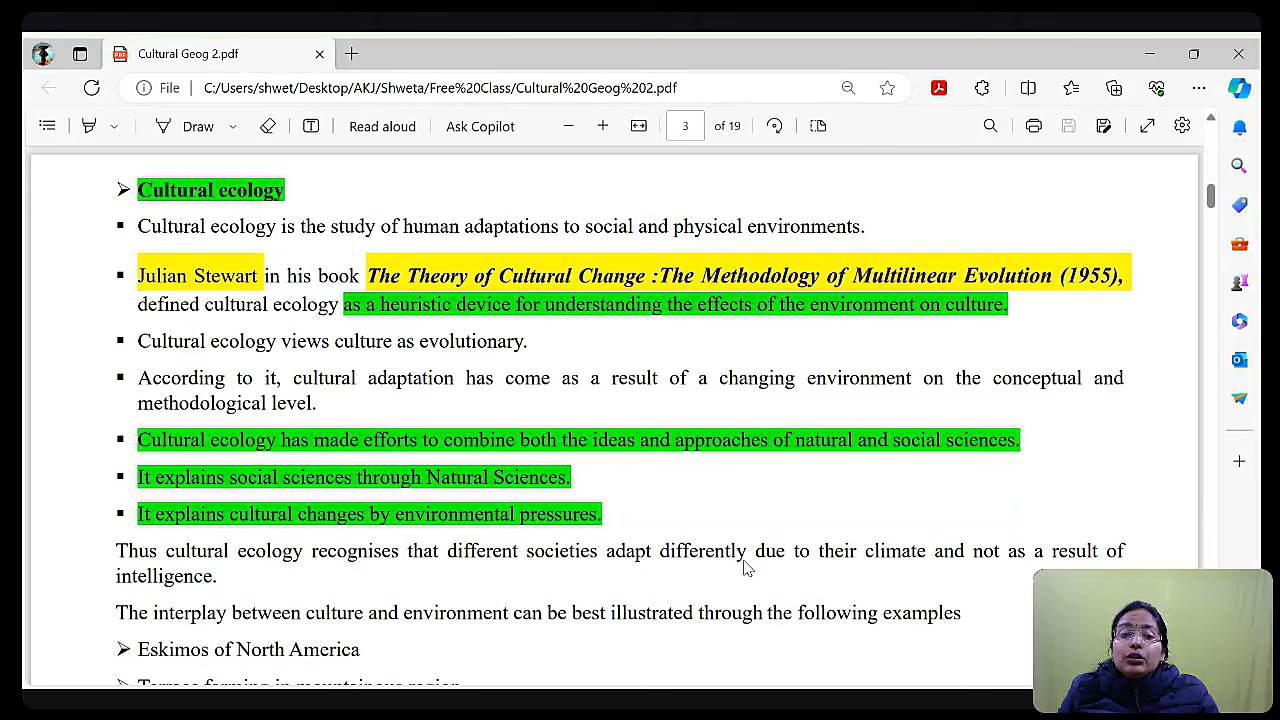 Cultural Geog 2.pdf
File C:/Users/shwet/Desktop/AKJ/Shweta/Free%20Class/Cultural%20Geog%202.pdf
Draw Read aloud Ask Copilot 3 of 19
Cultural ecology
Cultural ecology is the study of human adaptations to social and physical environments.
Julian Stewart in his book The Theory of Cultural Change :The Methodology of Multilinear Evolution (1955),
defined cultural ecology as a heuristic device for understanding the effects of the environment on culture.
Cultural ecology views culture as evolutionary.
According to it, cultural adaptation has come as a result of a changing environment on the conceptual and
methodological level.
Cultural ecology has made efforts to combine both the ideas and approaches of natural and social sciences.
It explains social sciences through Natural Sciences.
It explains cultural changes by environmental pressures.
Thus cultural ecology recognises that different societies adapt differently due to their climate and not as a result of
intelligence.
The interplay between culture and environment can be best illustrated through the following examples
Eskimos of North America
Terrace farming in mountainous region